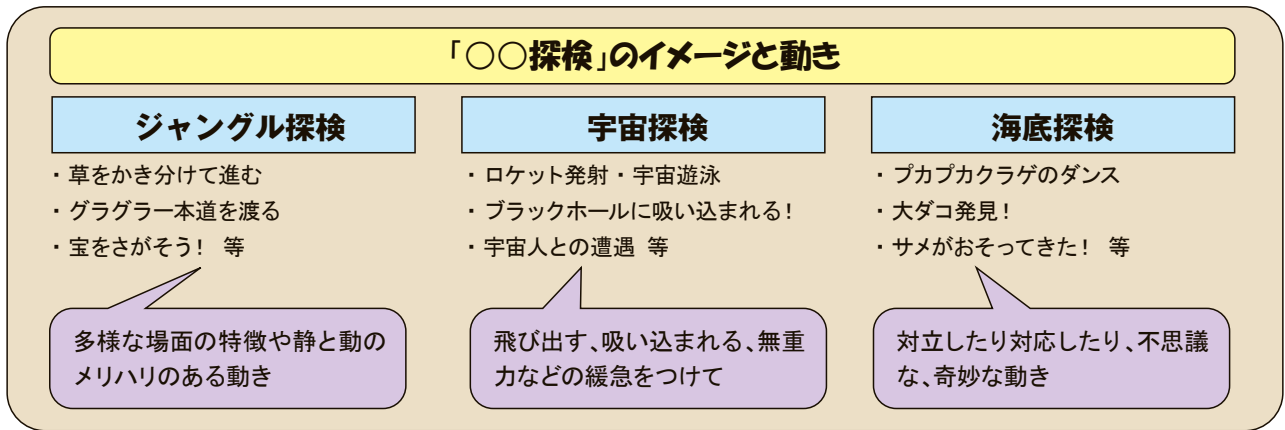 「○○探検」のイメージと動き
ジャングル探検
・草をかき分けて進む
・グラグラ一本道を渡る
・宝をさがそう！ 等
多様な場面の特徴や静と動の
メリハリのある動き
宇宙探検
・ロケット発射・宇宙遊泳
・ブラックホールに吸い込まれる！
・宇宙人との遭遇 等
飛び出す、吸い込まれる、無重
力などの緩急をつけて
海底探検
・プカプカクラゲのダンス
・大ダコ発見！
・サメがおそってきた！ 等
対立したり対応したり、不思議
な、奇妙な動き